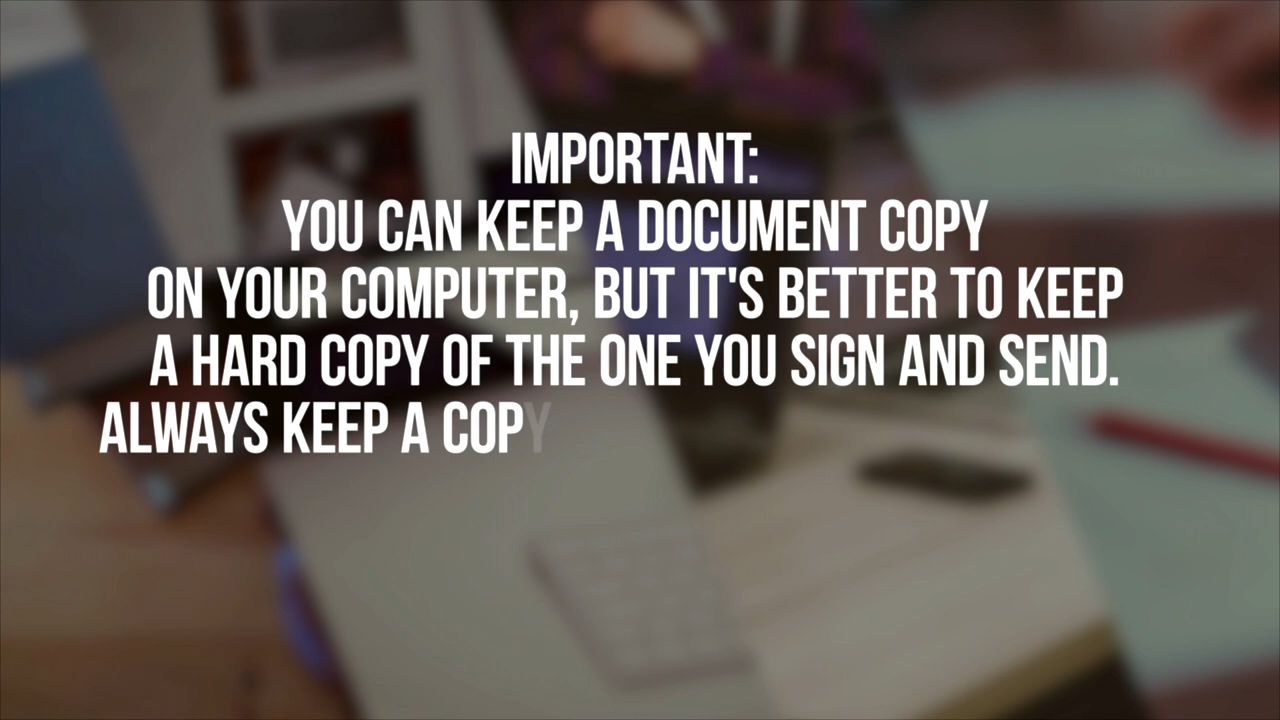 IMPORTANT:
YOU CAN KEEP A DOCUMENT COPY
ON YOUR COMPUTER, BUT IT'S BETTER TO KEEP
A HARD COPY OF THE ONE YOU SIGN AND SEND.
ALWAYS KEEP A COPY